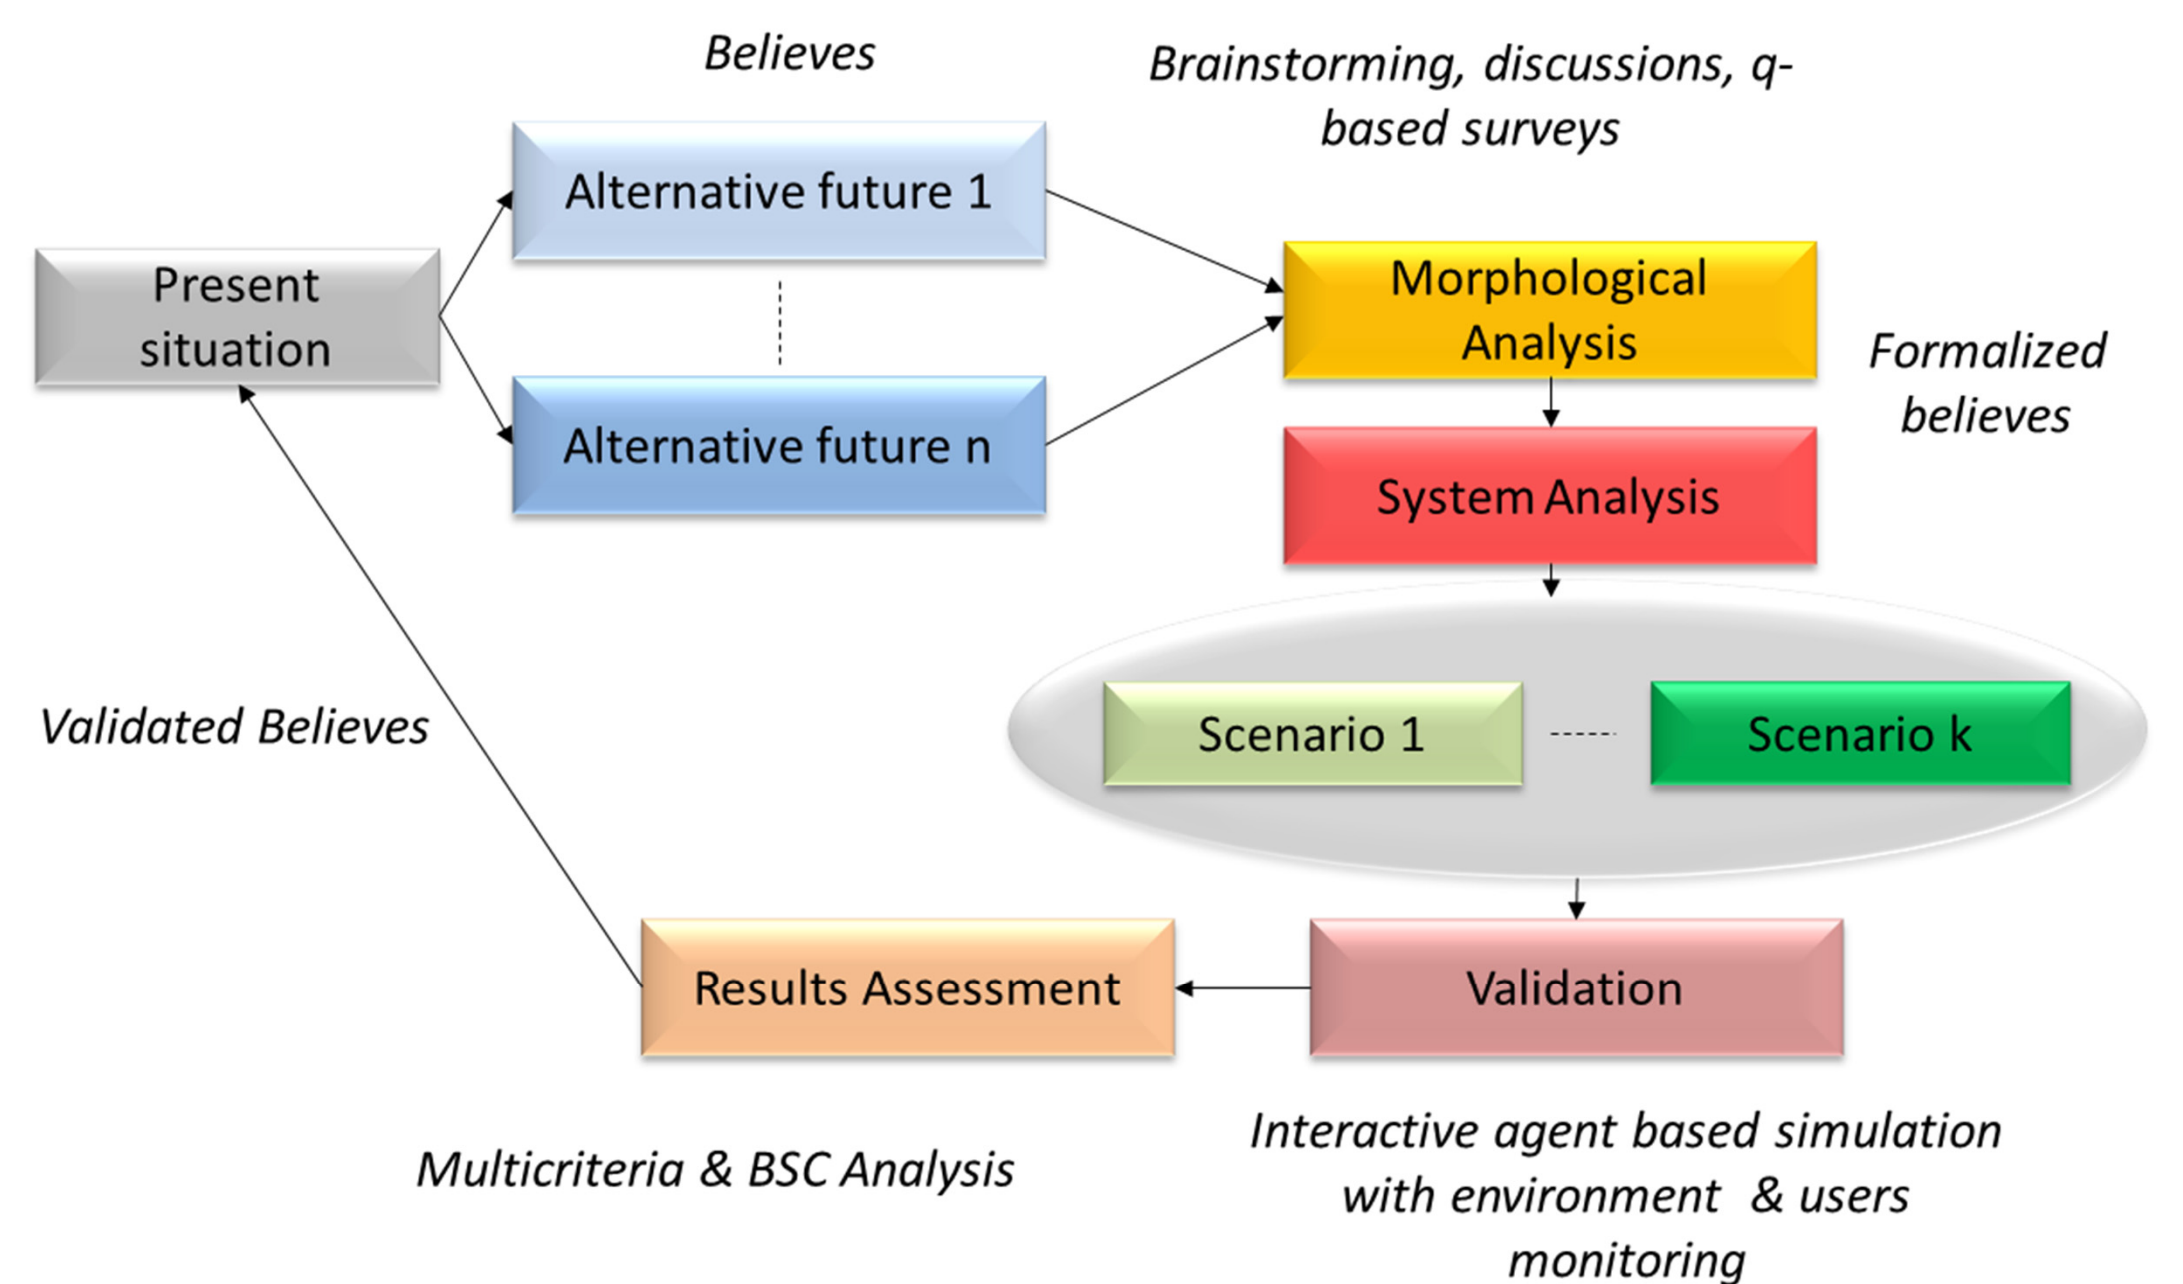 Believes
Brainstorming, discussions, q-
based surveys
Alternative future 1
Present
situation
Morphological
Analysis
Alternative future n
Formalized
believes
System Analysis
Scenario 1
Scenario k
Validated Believes
Results Assessment
Validation
Multicriteria & BSC Analysis
Interactive agent based simulation
with environment & users
monitoring